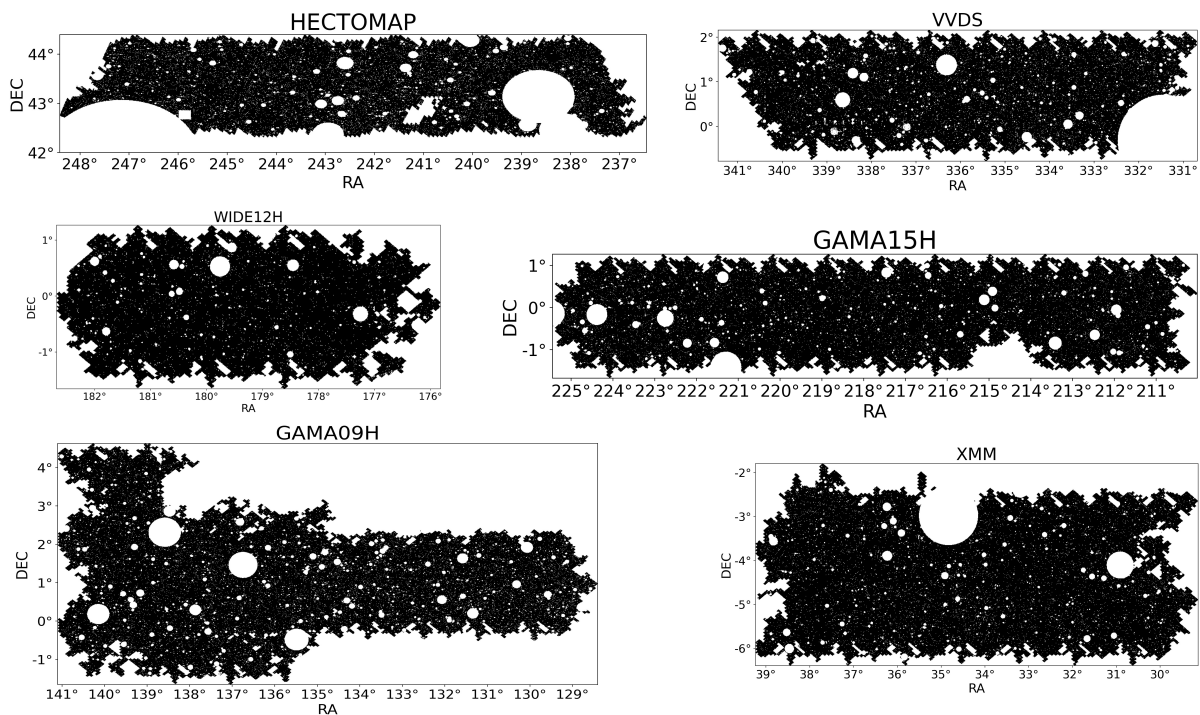 HECTOMAP
DEC
44°
43°
42°
248° 247° 246° 245° 244° 243° 242° 241° 240° 239° 238° 237°
RA
VVDS
DEC
2°
1°
0°
341° 340° 339° 338° 337° 336° 335° 334° 333° 332° 331°
RA
WIDE12H
DEC
1°
0°
-1°
182° 181° 180° 179° 178° 177° 176°
RA
GAMA15H
DEC
1°
0°
-1°
225° 224° 223° 222° 221° 220° 219° 218° 217° 216° 215° 214° 213° 212° 211°
RA
GAMA09H
DEC
4°
3°
2°
1°
0°
-1°
141° 140° 139° 138° 137° 136° 135° 134° 133° 132° 131° 130° 129°
RA
XMM
DEC
-2°
-3°
-4°
-5°
-6°
39° 38° 37° 36° 35° 34° 33° 32° 31° 30°
RA